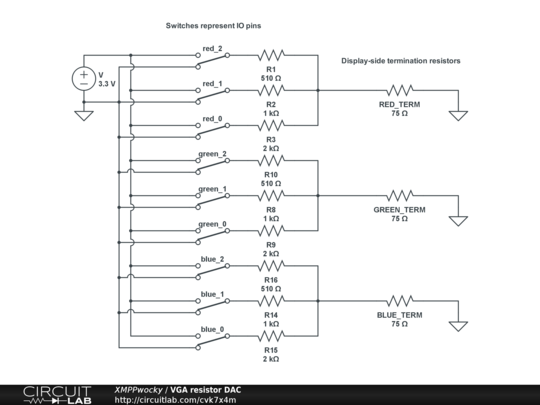 Switches represent IO pins
Display-side termination resistors
V
3.3 V
red_2
R1
510 Ω
red_1
R2
1 kΩ
RED_TERM
75 Ω
red_0
R3
2 kΩ
green_2
R10
510 Ω
green_1
R8
1 kΩ
GREEN_TERM
75 Ω
green_0
R9
2 kΩ
blue_2
R16
510 Ω
blue_1
R14
1 kΩ
BLUE_TERM
75 Ω
blue_0
R15
2 kΩ
CIRCUIT
LAB
XMPPwocky / VGA resistor DAC
http://circuitlab.com/cvk7x4m